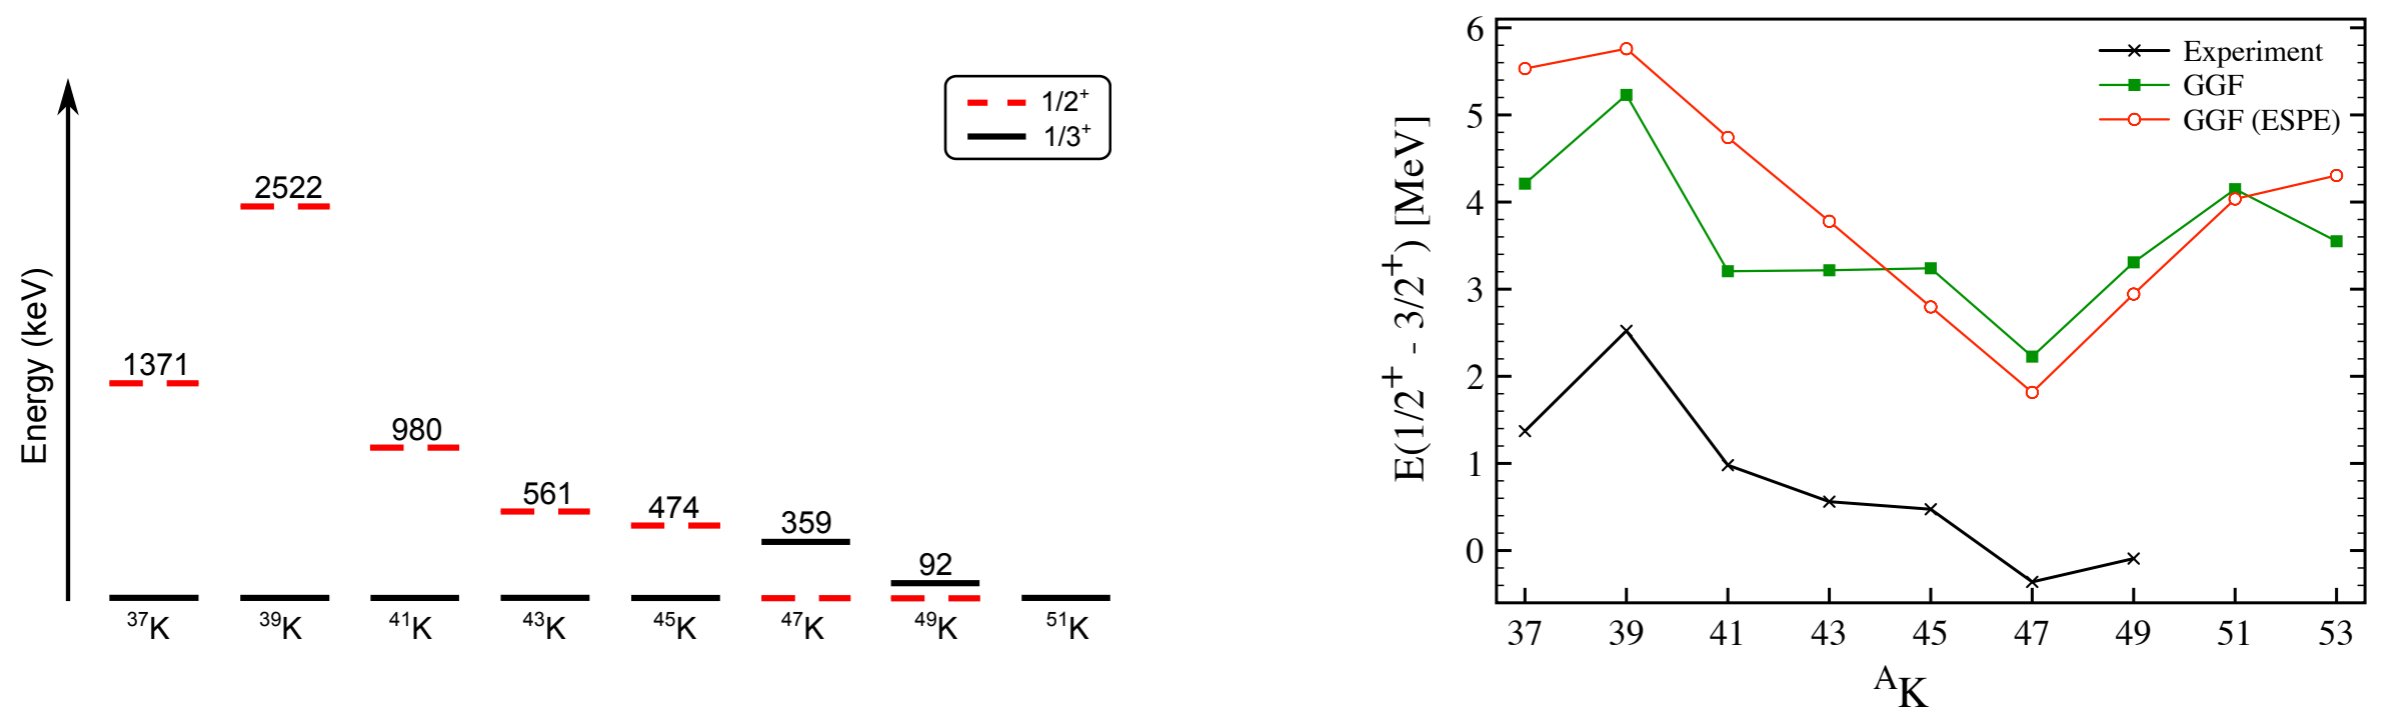 Energy (keV)
1/2⁺
1/3⁺
2522
1371
980
561
474
359
92
³⁷K ³⁹K ⁴¹K ⁴³K ⁴⁵K ⁴⁷K ⁴⁹K ⁵¹K
E(1/2⁺ - 3/2⁺) [MeV]
6
5
4
3
2
1
0
Experiment
GGF
GGF (ESPE)
37 39 41 43 45 47 49 51 53
ᴬK